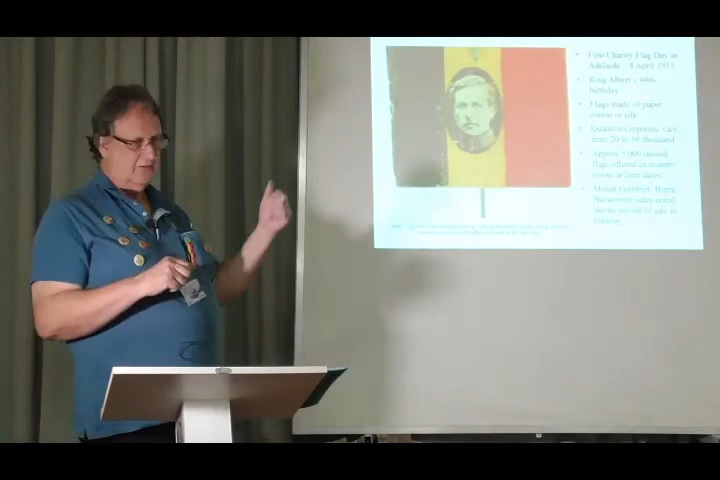 • First Charity Flag Day in
Adelaide – 8 April 1915
• King Albert's 40th
birthday
• Flags made of paper,
cotton or silk
• Quantities reported vary
from 20 to 30 thousand
• Approx 5 000 unsold
flags offered in country
towns at later dates.
• Mount Gambier, Burra
Naracoorte sales noted
but no record of sale in
Gawler